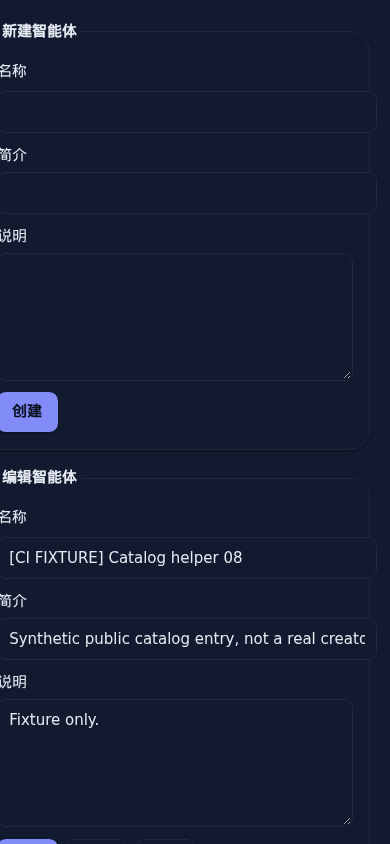 新建智能体
名称
简介
说明
创建
编辑智能体
名称
[CI FIXTURE] Catalog helper 08
简介
Synthetic public catalog entry, not a real
说明
Fixture only.